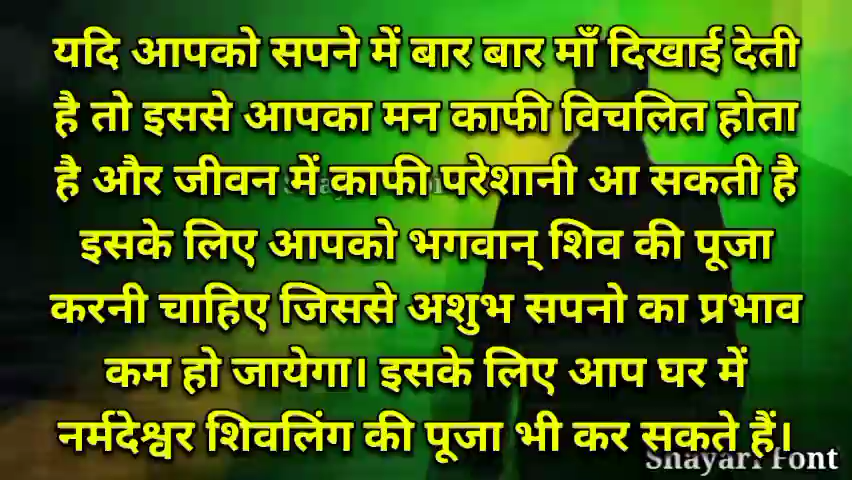 यदि आपको सपने में बार बार माँ दिखाई देती
है तो इससे आपका मन काफी विचलित होता
है और जीवन में काफी परेशानी आ सकती है
इसके लिए आपको भगवान् शिव की पूजा
करनी चाहिए जिससे अशुभ सपनो का प्रभाव
कम हो जायेगा। इसके लिए आप घर में
नर्मदेश्वर शिवलिंग की पूजा भी कर सकते हैं।
Shayari Font